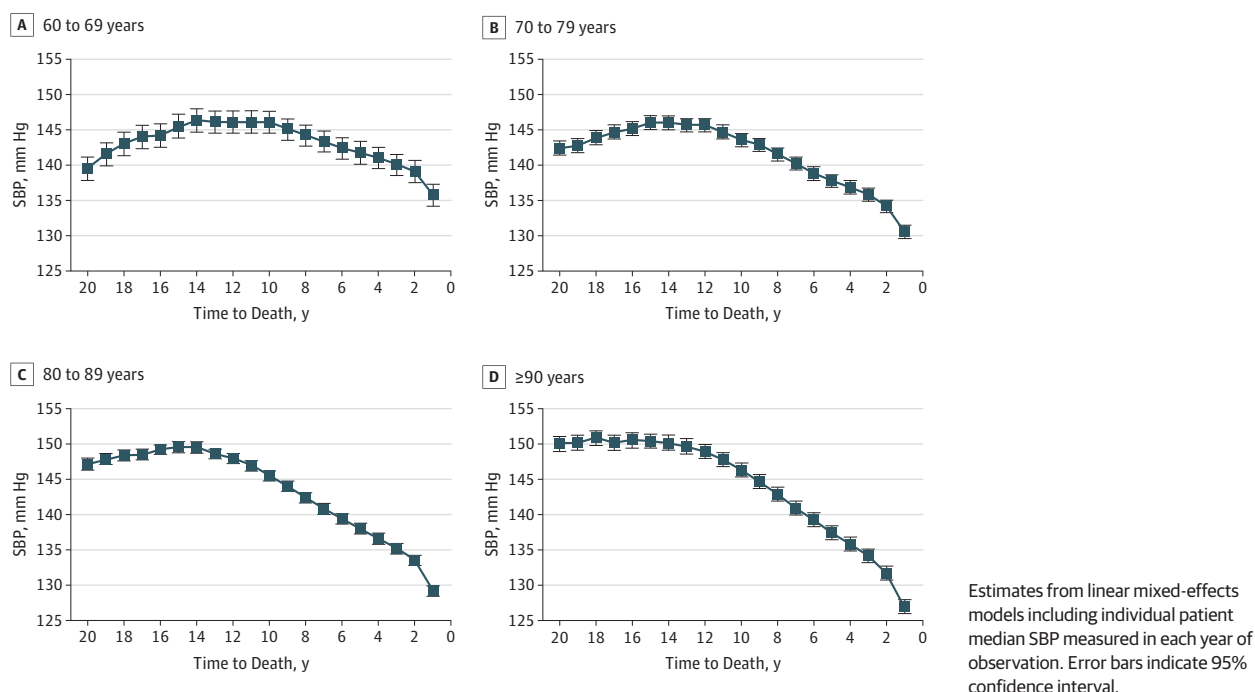 A 60 to 69 years
155
150
145
140
135
130
125
SBP, mm Hg
20 18 16 14 12 10 8 6 4 2 0
Time to Death, y
B 70 to 79 years
155
150
145
140
135
130
125
SBP, mm Hg
20 18 16 14 12 10 8 6 4 2 0
Time to Death, y
C 80 to 89 years
155
150
145
140
135
130
125
SBP, mm Hg
20 18 16 14 12 10 8 6 4 2 0
Time to Death, y
D ≥90 years
155
150
145
140
135
130
125
SBP, mm Hg
20 18 16 14 12 10 8 6 4 2 0
Time to Death, y
Estimates from linear mixed-effects
models including individual patient
median SBP measured in each year of
observation. Error bars indicate 95%
confidence interval.